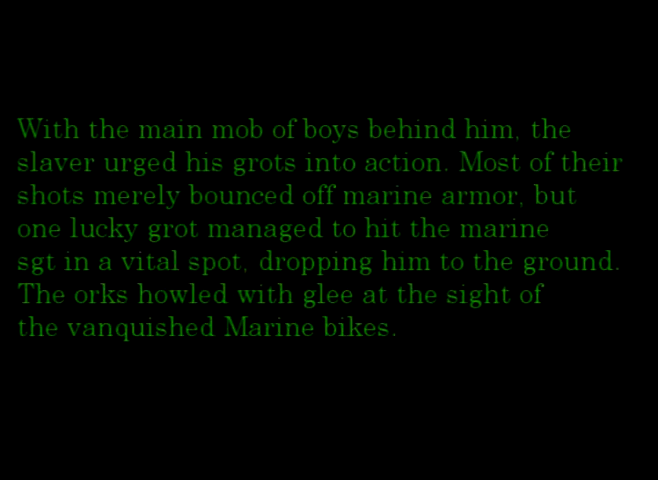 With the main mob of boys behind him, the
slaver urged his grots into action. Most of their
shots merely bounced off marine armor, but
one lucky grot managed to hit the marine
sgt in a vital spot, dropping him to the ground.
The orks howled with glee at the sight of
the vanquished Marine bikes.